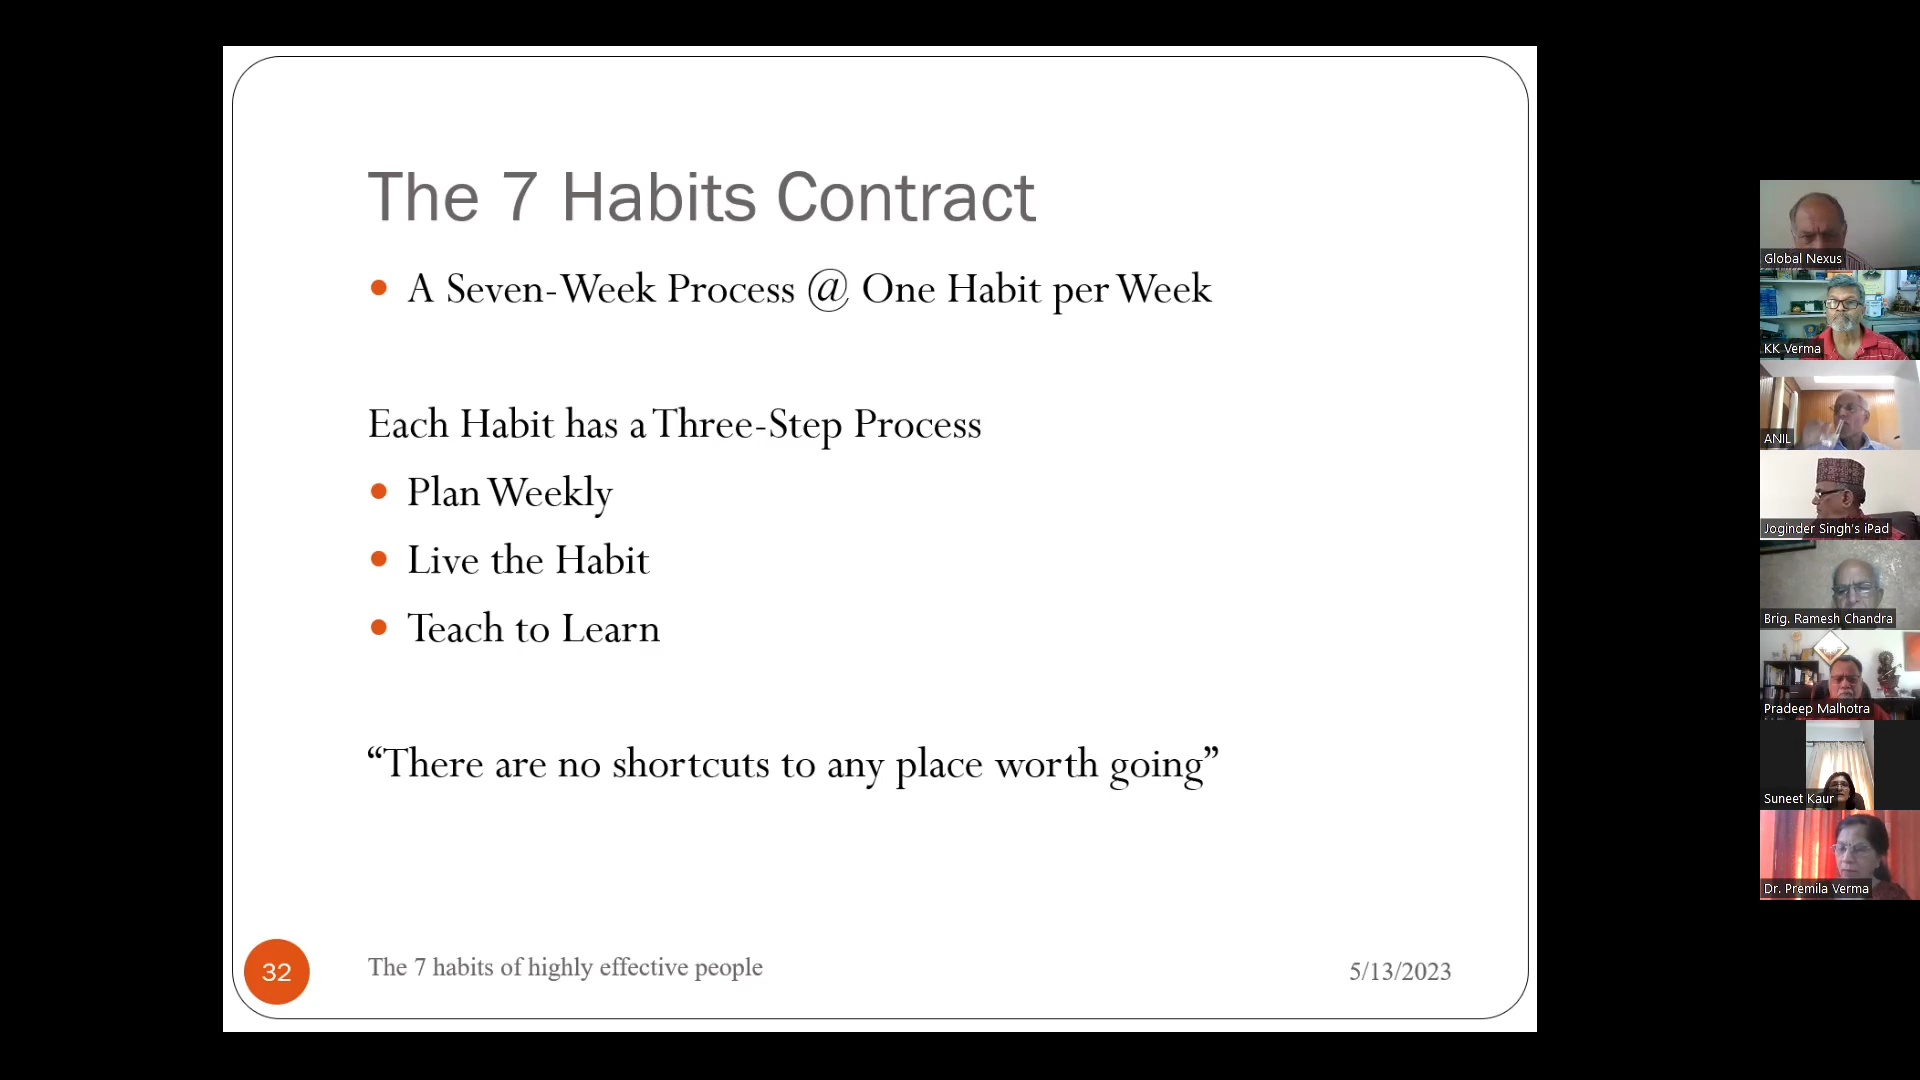 The 7 Habits Contract
• A Seven-Week Process @ One Habit per Week
Each Habit has a Three-Step Process
• Plan Weekly
• Live the Habit
• Teach to Learn
“There are no shortcuts to any place worth going”
32
The 7 habits of highly effective people
5/13/2023
Global Nexus
KK Verma
ANIL
Joginder Singh's iPad
Brig. Ramesh Chandra
Pradeep Malhotra
Suneet Kaur
Dr. Premila Verma